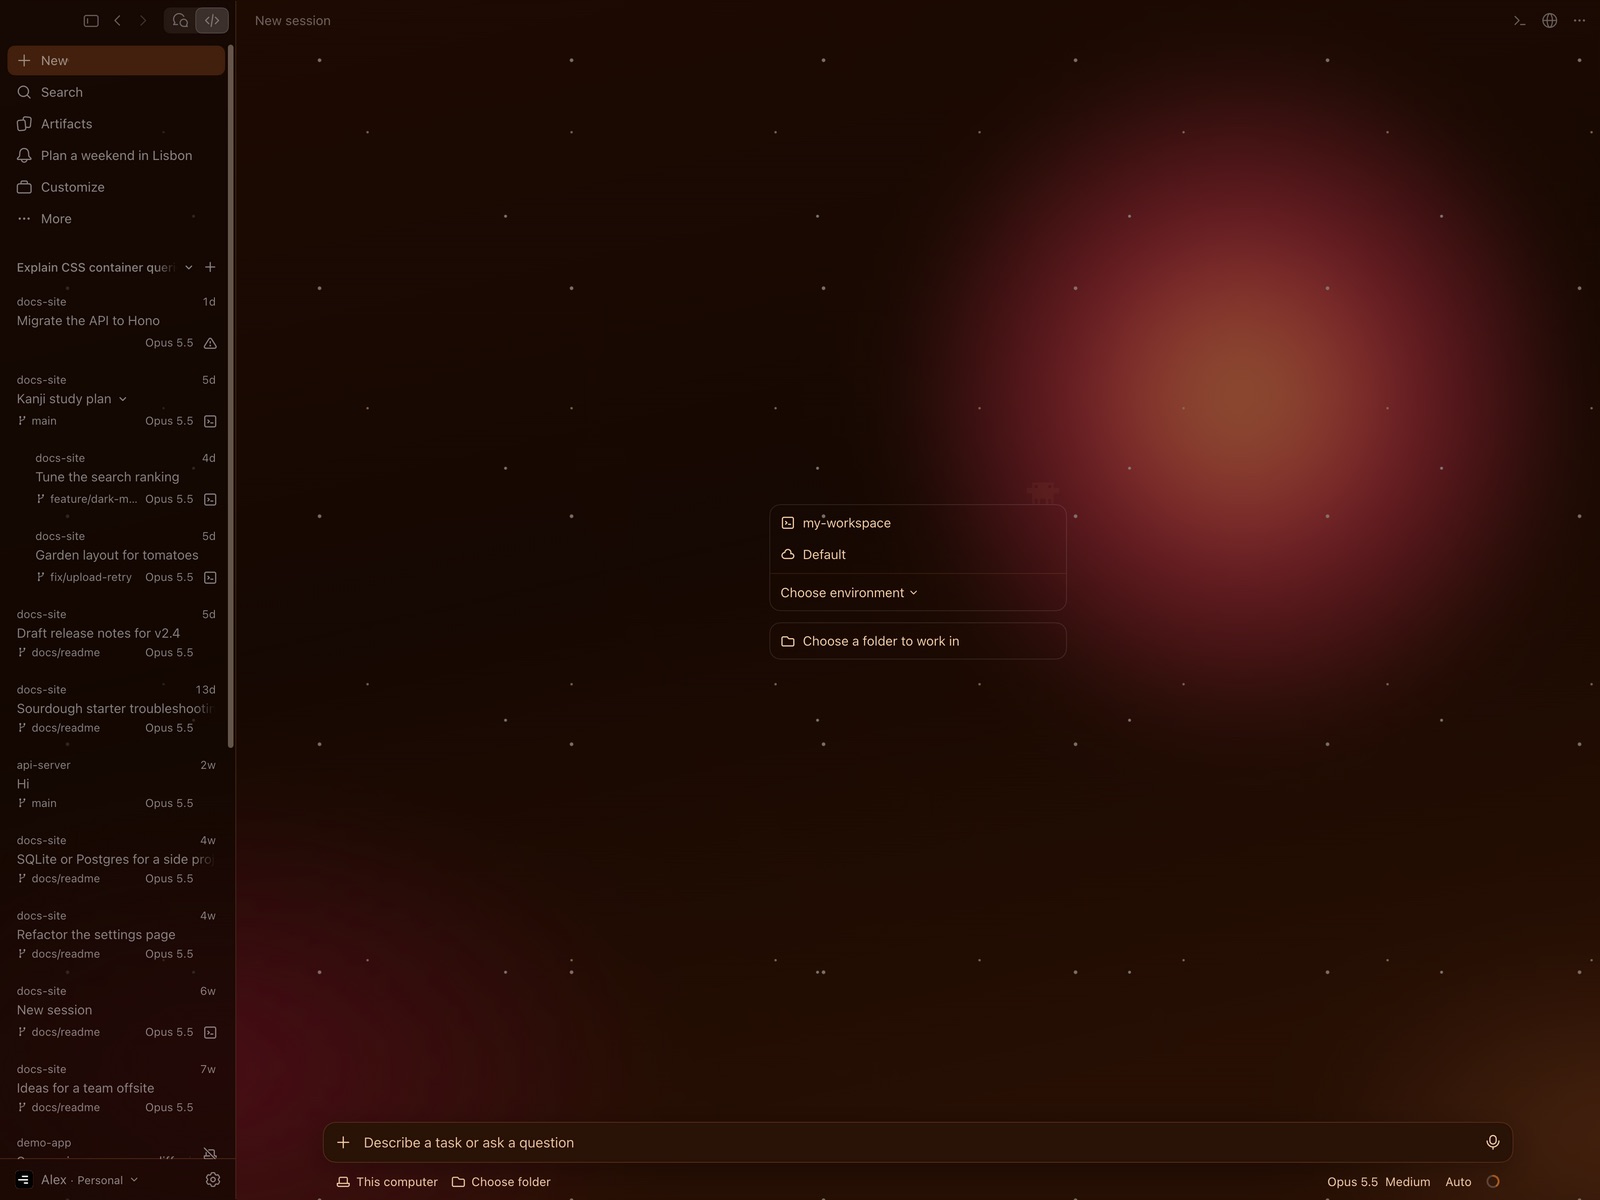 New session
New
Search
Artifacts
Plan a weekend in Lisbon
Customize
More
Explain CSS container quer
docs-site 1d
Migrate the API to Hono
Opus 5.5
docs-site 5d
Kanji study plan
main Opus 5.5
docs-site 4d
Tune the search ranking
feature/dark-m... Opus 5.5
docs-site 5d
Garden layout for tomatoes
fix/upload-retry Opus 5.5
docs-site 5d
Draft release notes for v2.4
docs/readme Opus 5.5
docs-site 13d
Sourdough starter troubleshootin
docs/readme Opus 5.5
api-server 2w
Hi
main Opus 5.5
docs-site 4w
SQLite or Postgres for a side pro
docs/readme Opus 5.5
docs-site 4w
Refactor the settings page
docs/readme Opus 5.5
docs-site 6w
New session
docs/readme Opus 5.5
docs-site 7w
Ideas for a team offsite
docs/readme Opus 5.5
demo-app
Alex · Personal
my-workspace
Default
Choose environment
Choose a folder to work in
Describe a task or ask a question
This computer Choose folder
Opus 5.5 Medium Auto